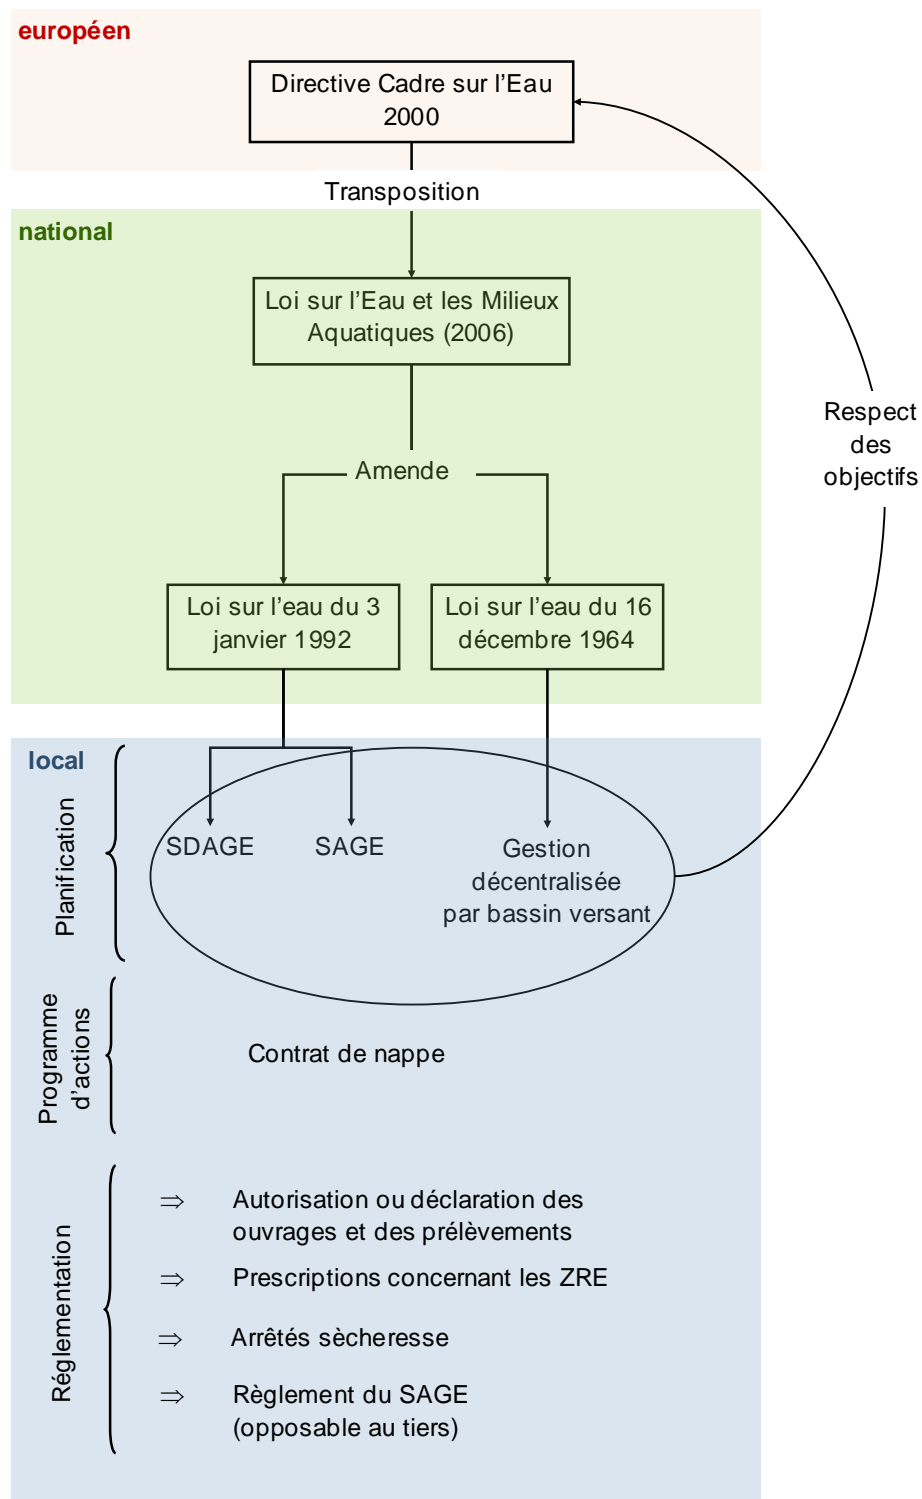 européen
Directive Cadre sur l’Eau
2000
Transposition
national
Loi sur l’Eau et les Milieux
Aquatiques (2006)
Respect
des
objectifs
Amende
Loi sur l’eau du 3
janvier 1992
Loi sur l’eau du 16
décembre 1964
local
Planification
SDAGE
SAGE
Gestion
décentralisée
par bassin versant
Programme
d’actions
Contrat de nappe
Réglementation
⇒ Autorisation ou déclaration des
ouvrages et des prélèvements
⇒ Prescriptions concernant les ZRE
⇒ Arrêtés sècheresse
⇒ Règlement du SAGE
(opposable au tiers)